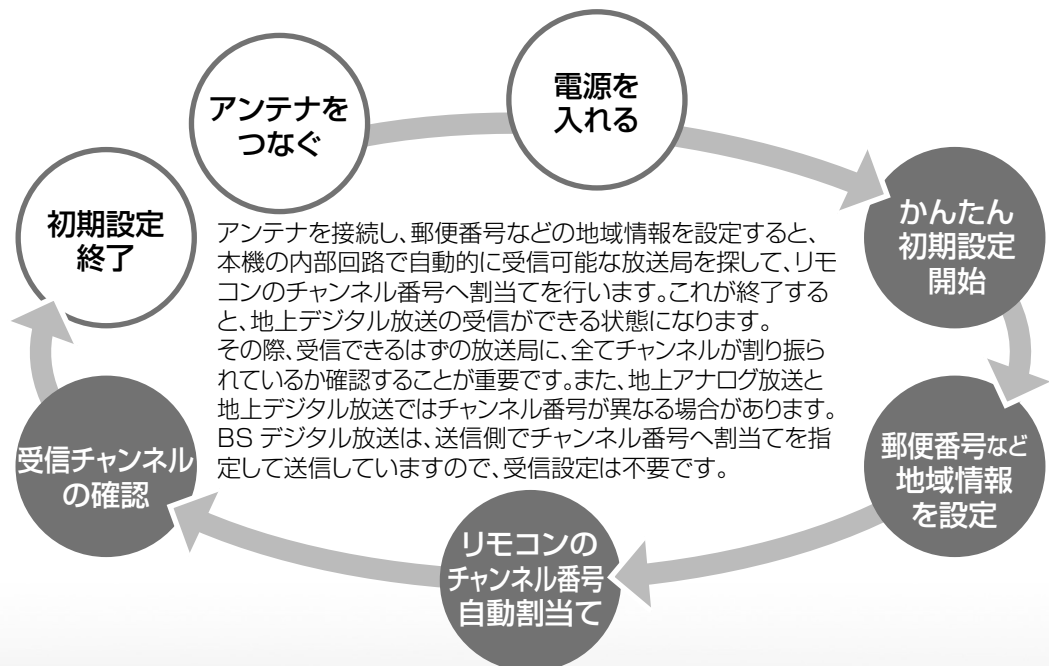 アンテナを
つなぐ
電源を
入れる
かんたん
初期設定
開始
郵便番号など
地域情報
を設定
リモコンの
チャンネル番号
自動割当て
受信チャンネル
の確認
初期設定
終了
アンテナを接続し、郵便番号などの地域情報を設定すると、
本機の内部回路で自動的に受信可能な放送局を探して、リモ
コンのチャンネル番号へ割当てを行います。これが終了する
と、地上デジタル放送の受信ができる状態になります。
その際、受信できるはずの放送局に、全てチャンネルが割り振ら
れているか確認することが重要です。また、地上アナログ放送と
地上デジタル放送ではチャンネル番号が異なる場合があります。
BS デジタル放送は、送信側でチャンネル番号へ割当てを指
定して送信していますので、受信設定は不要です。